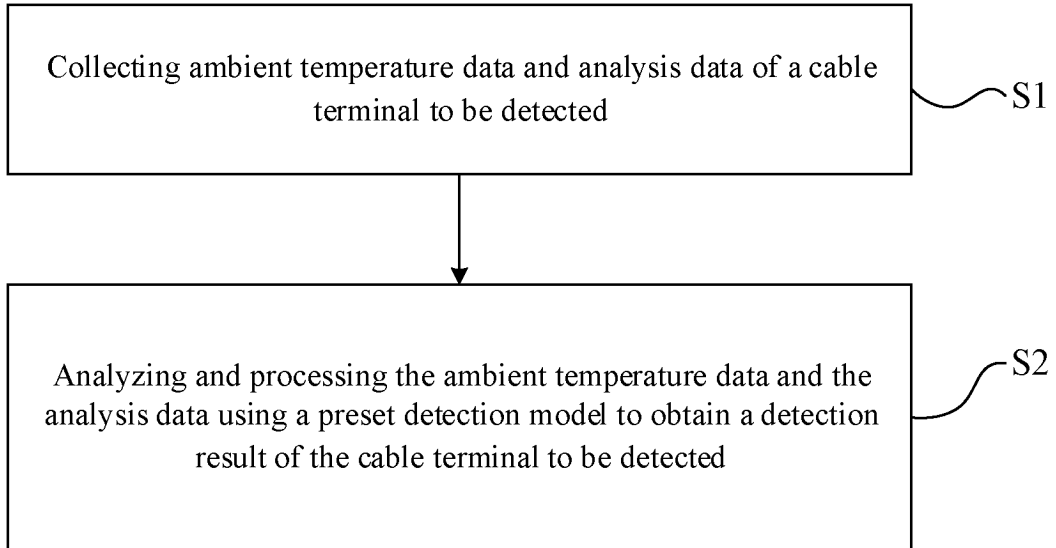 Collecting ambient temperature data and analysis data of a cable
terminal to be detected
S1
Analyzing and processing the ambient temperature data and the
analysis data using a preset detection model to obtain a detection
result of the cable terminal to be detected
S2